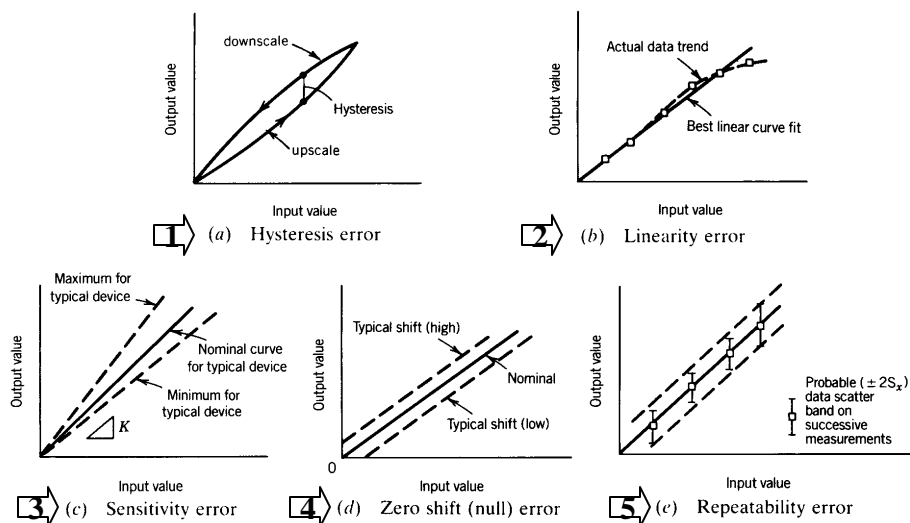 Output value
downscale
Hysteresis
upscale
Input value
1 (a) Hysteresis error
Output value
Actual data trend
Best linear curve fit
Input value
2 (b) Linearity error
Output value
Maximum for
typical device
Nominal curve
for typical device
Minimum for
typical device
K
Input value
3 (c) Sensitivity error
Output value
Typical shift (high)
Nominal
Typical shift (low)
0
Input value
4 (d) Zero shift (null) error
Output value
Probable (± 2Sx)
data scatter
band on
successive
measurements
Input value
5 (e) Repeatability error